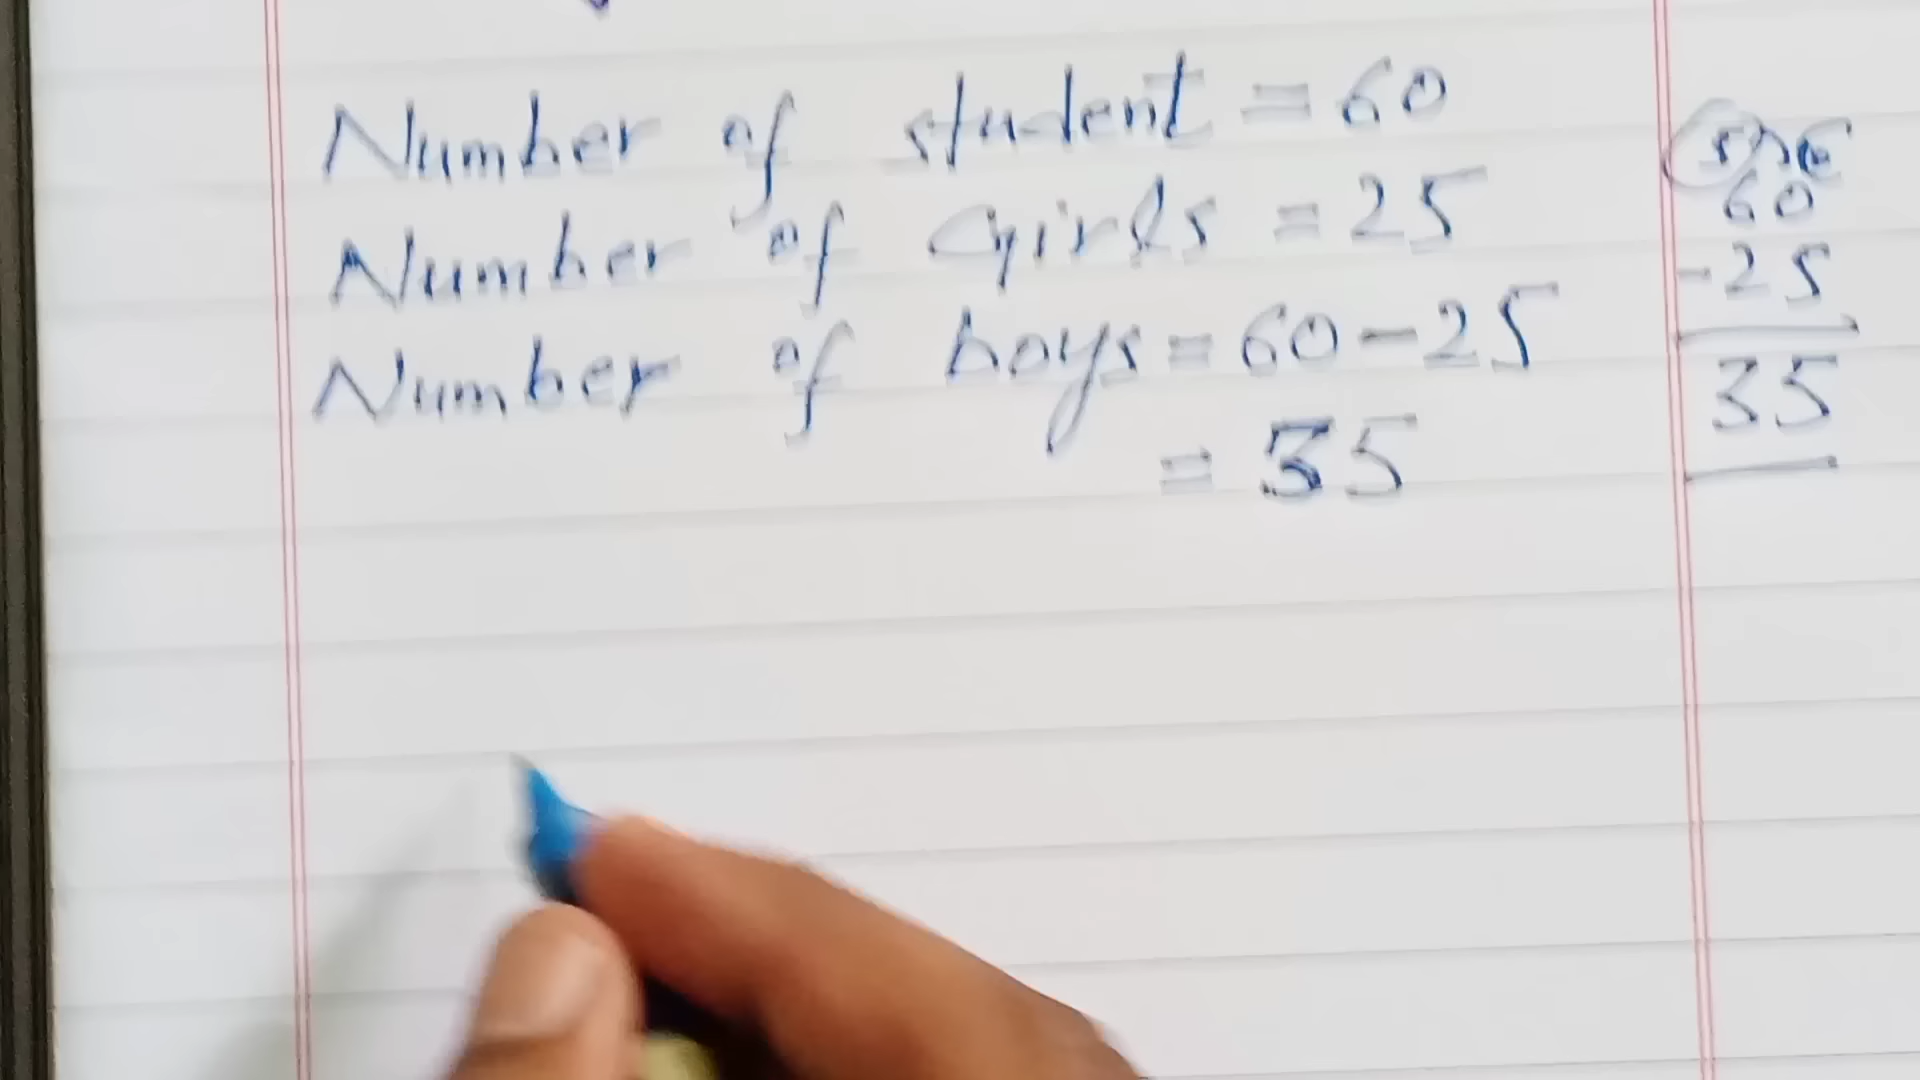 Number of student = 60
Number of Girls = 25
Number of boys = 60 - 25
= 35
60
- 25
35